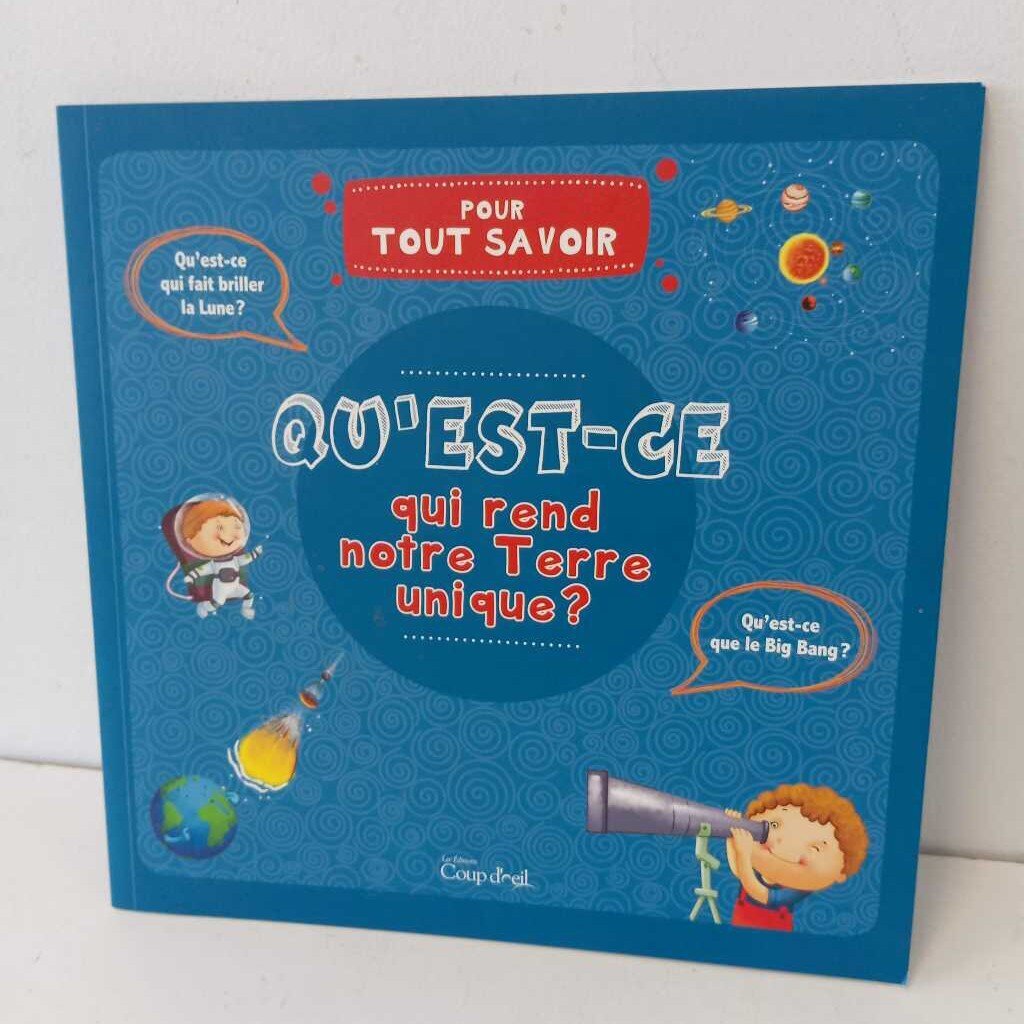 POUR
TOUT SAVOIR
Qu'est-ce
qui fait briller
la Lune ?
QU'EST-CE
qui rend
notre Terre
unique ?
Qu'est-ce
que le Big Bang ?
Les Éditions
Coup d'œil